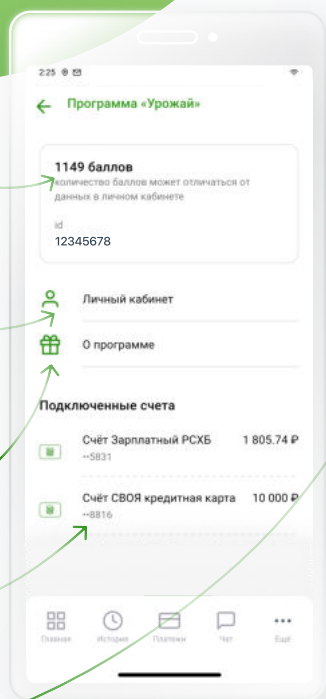 2:25
Программа «Урожай»
1149 баллов
количество баллов может отличаться от
данных в личном кабинете
id
12345678
Личный кабинет
О программе
Подключенные счета
Счёт Зарплатный РСХБ 1 805.74 ₽
--5831
Счёт СВОЯ кредитная карта 10 000 ₽
--8816
Главная История Платежи Чат Ещё